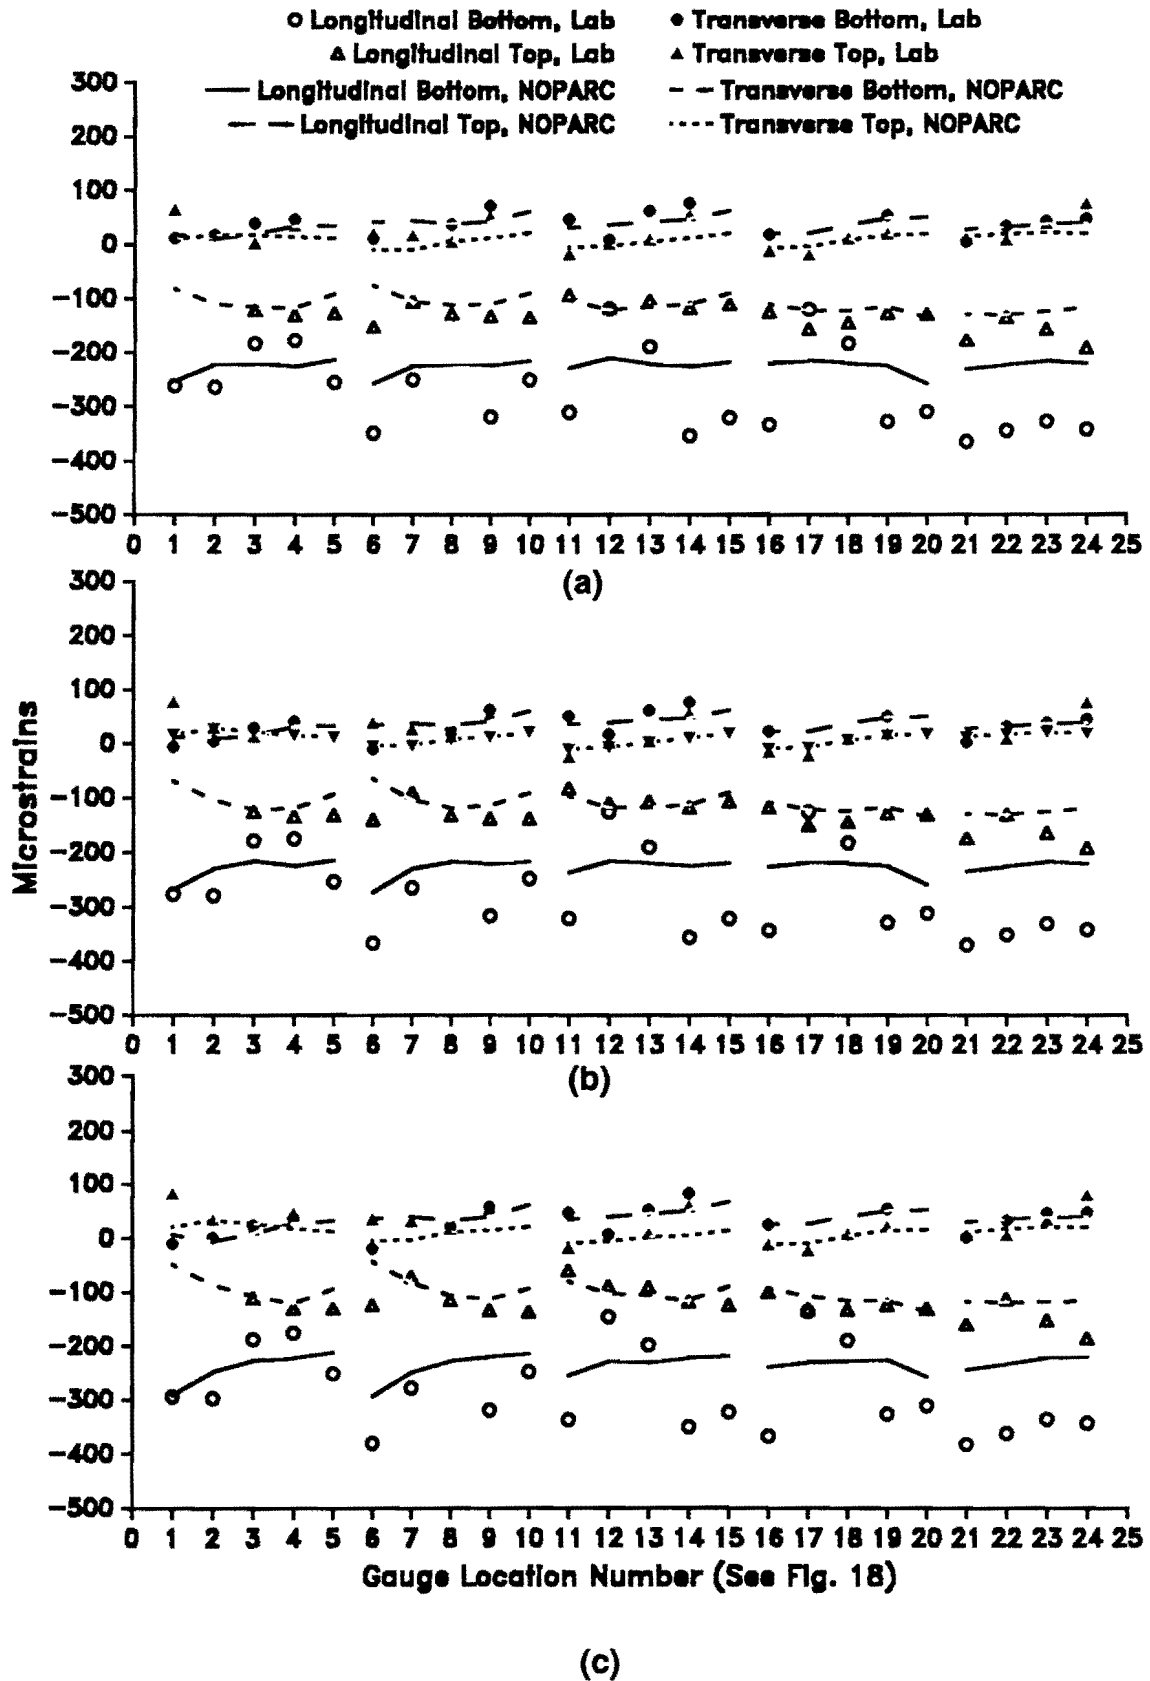 Longitudinal Bottom, Lab
Transverse Bottom, Lab
Longitudinal Top, Lab
Transverse Top, Lab
Longitudinal Bottom, NOPARC
Transverse Bottom, NOPARC
Longitudinal Top, NOPARC
Transverse Top, NOPARC
300
200
100
0
-100
-200
-300
-400
-500
0 1 2 3 4 5 6 7 8 9 10 11 12 13 14 15 16 17 18 19 20 21 22 23 24 25
(a)
Microstrains
300
200
100
0
-100
-200
-300
-400
-500
0 1 2 3 4 5 6 7 8 9 10 11 12 13 14 15 16 17 18 19 20 21 22 23 24 25
(b)
300
200
100
0
-100
-200
-300
-400
-500
0 1 2 3 4 5 6 7 8 9 10 11 12 13 14 15 16 17 18 19 20 21 22 23 24 25
Gauge Location Number (See Fig. 18)
(c)